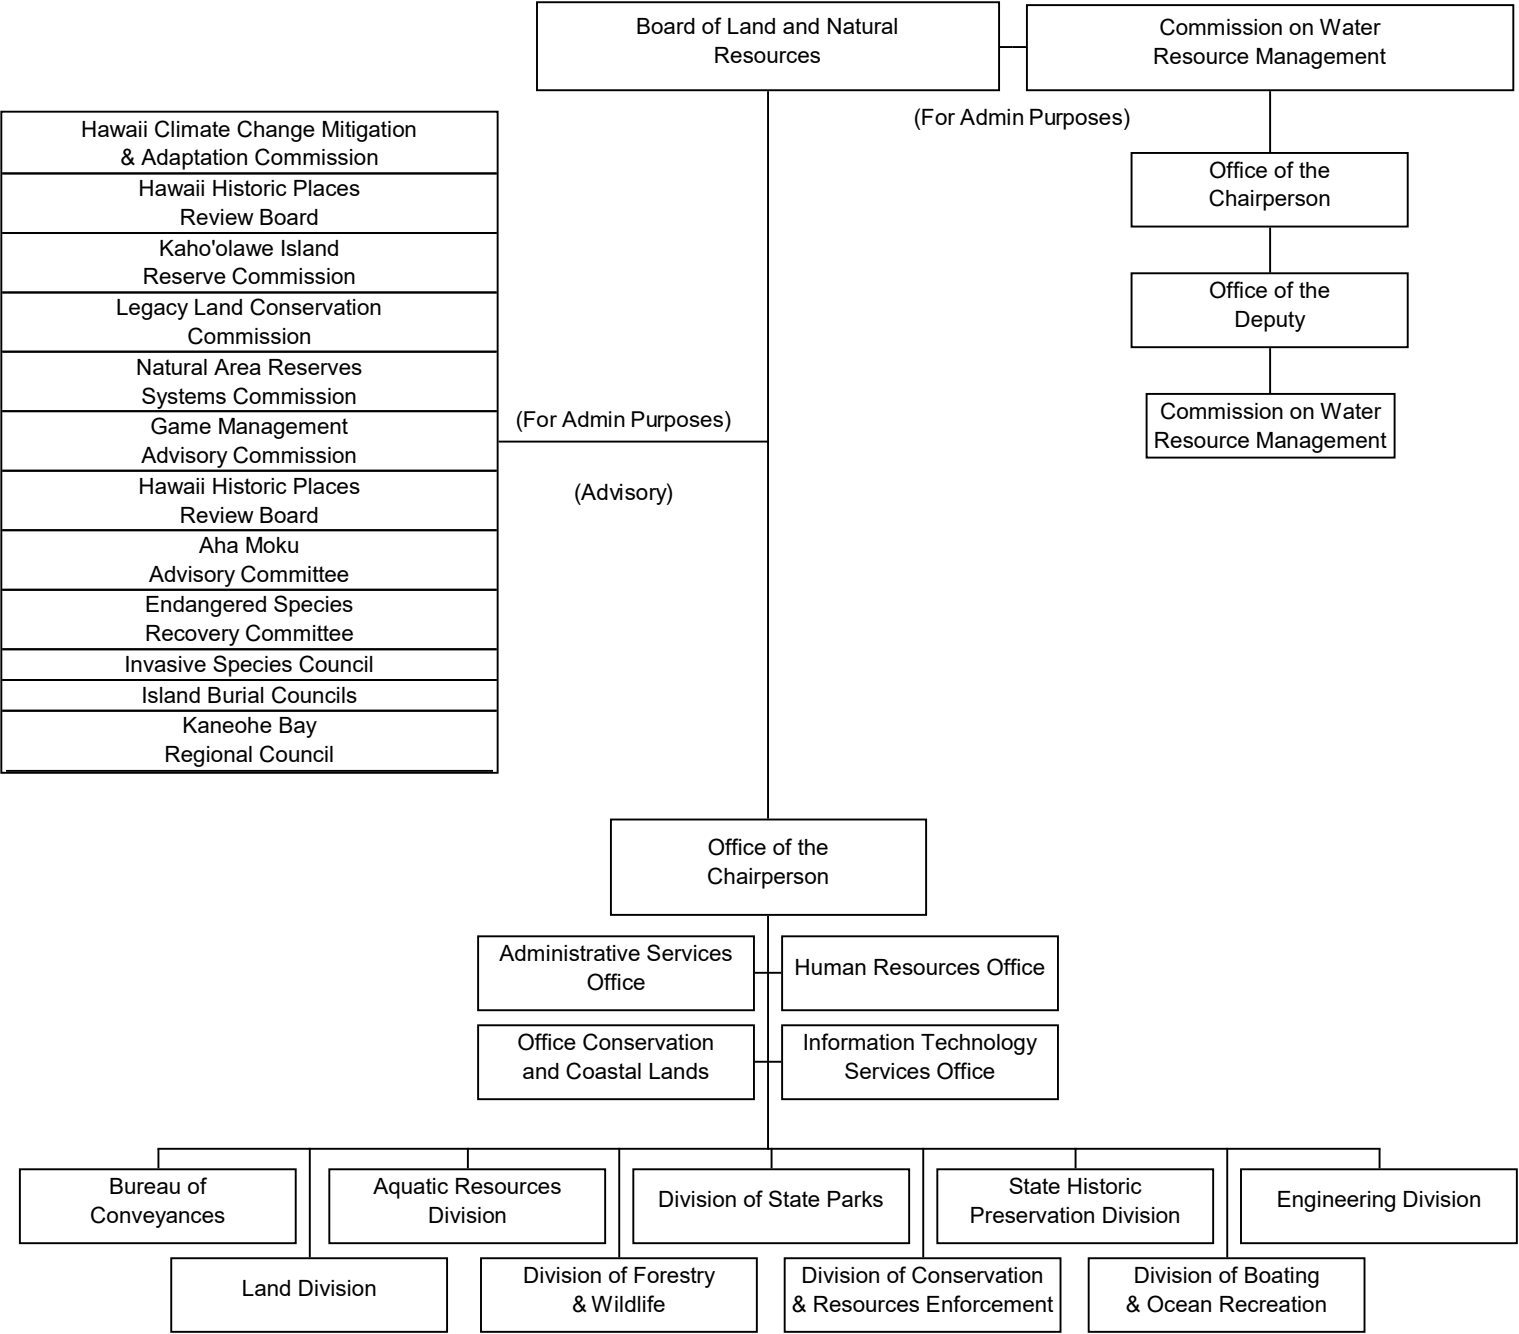 Board of Land and Natural
Resources
Commission on Water
Resource Management
(For Admin Purposes)
Office of the
Chairperson
Office of the
Deputy
Commission on Water
Resource Management
Hawaii Climate Change Mitigation
& Adaptation Commission
Hawaii Historic Places
Review Board
Kaho'olawe Island
Reserve Commission
Legacy Land Conservation
Commission
Natural Area Reserves
Systems Commission
Game Management
Advisory Commission
Hawaii Historic Places
Review Board
Aha Moku
Advisory Committee
Endangered Species
Recovery Committee
Invasive Species Council
Island Burial Councils
Kaneohe Bay
Regional Council
(For Admin Purposes)
(Advisory)
Office of the
Chairperson
Administrative Services
Office
Human Resources Office
Office Conservation
and Coastal Lands
Information Technology
Services Office
Bureau of
Conveyances
Aquatic Resources
Division
Division of State Parks
State Historic
Preservation Division
Engineering Division
Land Division
Division of Forestry
& Wildlife
Division of Conservation
& Resources Enforcement
Division of Boating
& Ocean Recreation